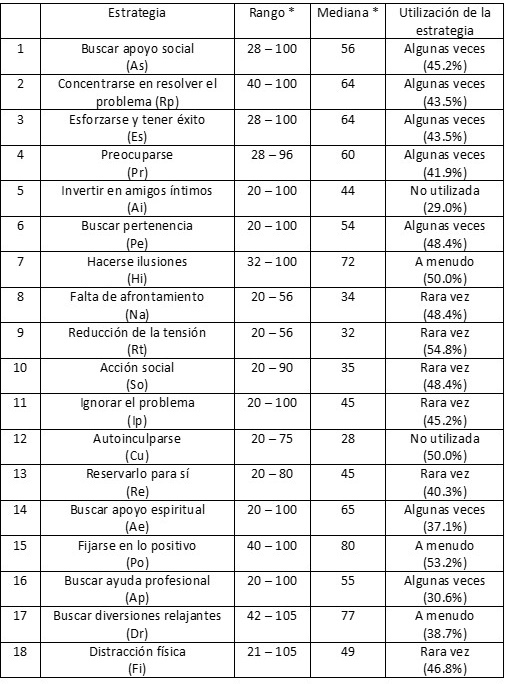 Estrategia Rango * Mediana * Utilización de la
estrategia
1 Buscar apoyo social 28 – 100 56 Algunas veces
(As) (45.2%)
2 Concentrarse en resolver el 40 – 100 64 Algunas veces
problema (Rp) (43.5%)
3 Esforzarse y tener éxito 28 – 100 64 Algunas veces
(Es) (43.5%)
4 Preocuparse 28 – 96 60 Algunas veces
(Pr) (41.9%)
5 Invertir en amigos íntimos 20 – 100 44 No utilizada
(Ai) (29.0%)
6 Buscar pertenencia 20 – 100 54 Algunas veces
(Pe) (48.4%)
7 Hacerse ilusiones 32 – 100 72 A menudo
(Hi) (50.0%)
8 Falta de afrontamiento 20 – 56 34 Rara vez
(Na) (48.4%)
9 Reducción de la tensión 20 – 56 32 Rara vez
(Rt) (54.8%)
10 Acción social 20 – 90 35 Rara vez
(So) (48.4%)
11 Ignorar el problema 20 – 100 45 Rara vez
(Ip) (45.2%)
12 Autoinculparse 20 – 75 28 No utilizada
(Cu) (50.0%)
13 Reservarlo para sí 20 – 80 45 Rara vez
(Re) (40.3%)
14 Buscar apoyo espiritual 20 – 100 65 Algunas veces
(Ae) (37.1%)
15 Fijarse en lo positivo 40 – 100 80 A menudo
(Po) (53.2%)
16 Buscar ayuda profesional 20 – 100 55 Algunas veces
(Ap) (30.6%)
17 Buscar diversiones relajantes 42 – 105 77 A menudo
(Dr) (38.7%)
18 Distracción física 21 – 105 49 Rara vez
(Fi) (46.8%)